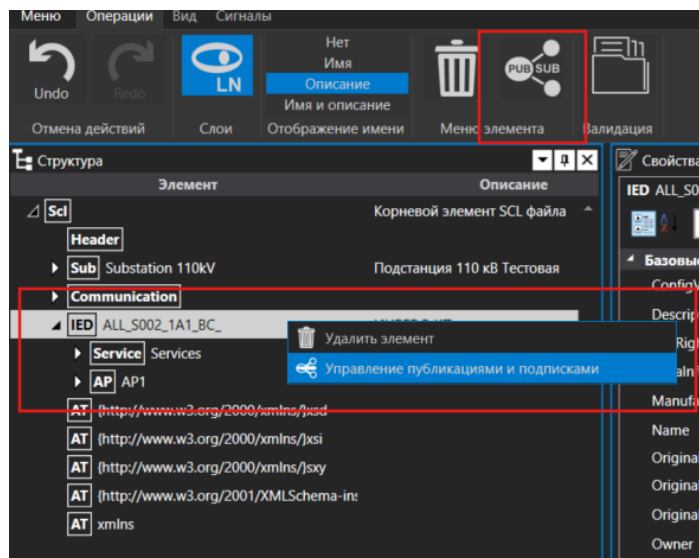 Меню Операции Вид Сигналы
Нет
Имя
Описание
Имя и описание
Undo Redo LN PUB SUB
Отмена действий Слои Отображение имени Меню элемента Валидация
Структура
Свойства
Элемент Описание
IED ALL_S0
Scl Корневой элемент SCL файла
Header
Базовые
Sub Substation 110kV Подстанция 110 кВ Тестовая
ConfigV
Communication
Descrip
IED ALL_S002_1A1_BC_
Удалить элемент
Service Services
Управление публикациями и подписками
AP AP1
Manufa
AT {http://www.w3.org/2000/xmlns/}xsd
Name
AT {http://www.w3.org/2000/xmlns/}xsi
Original
AT {http://www.w3.org/2000/xmlns/}sxy
Original
AT {http://www.w3.org/2001/XMLSchema-ins
Original
AT xmlns
Owner